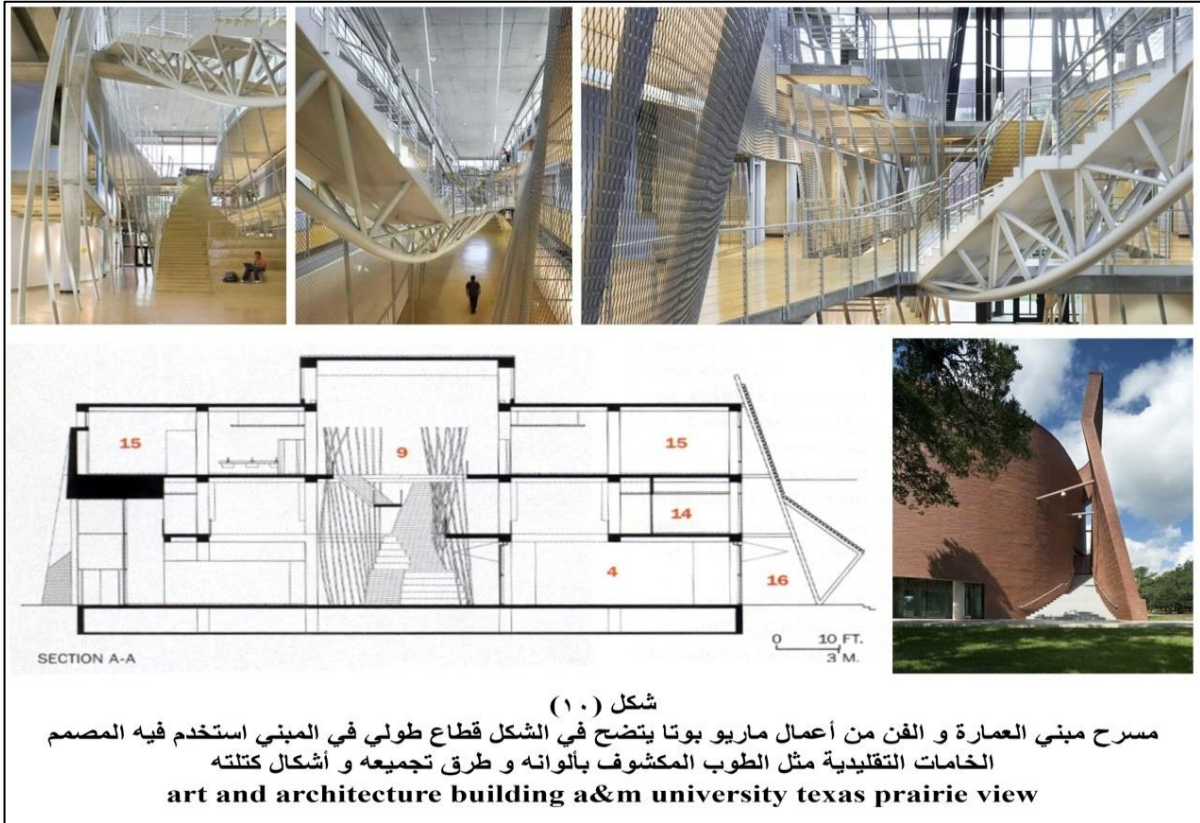 15
9
15
14
4
16
0 10 FT.
3 M.
SECTION A-A
شكل (١٠)
مسرح مبني العمارة و الفن من أعمال ماريو بوتا يتضح في الشكل قطاع طولي في المبني استخدم فيه المصمم
الخامات التقليدية مثل الطوب المكشوف بألوانه و طرق تجميعه و أشكال كتلته
art and architecture building a&m university texas prairie view